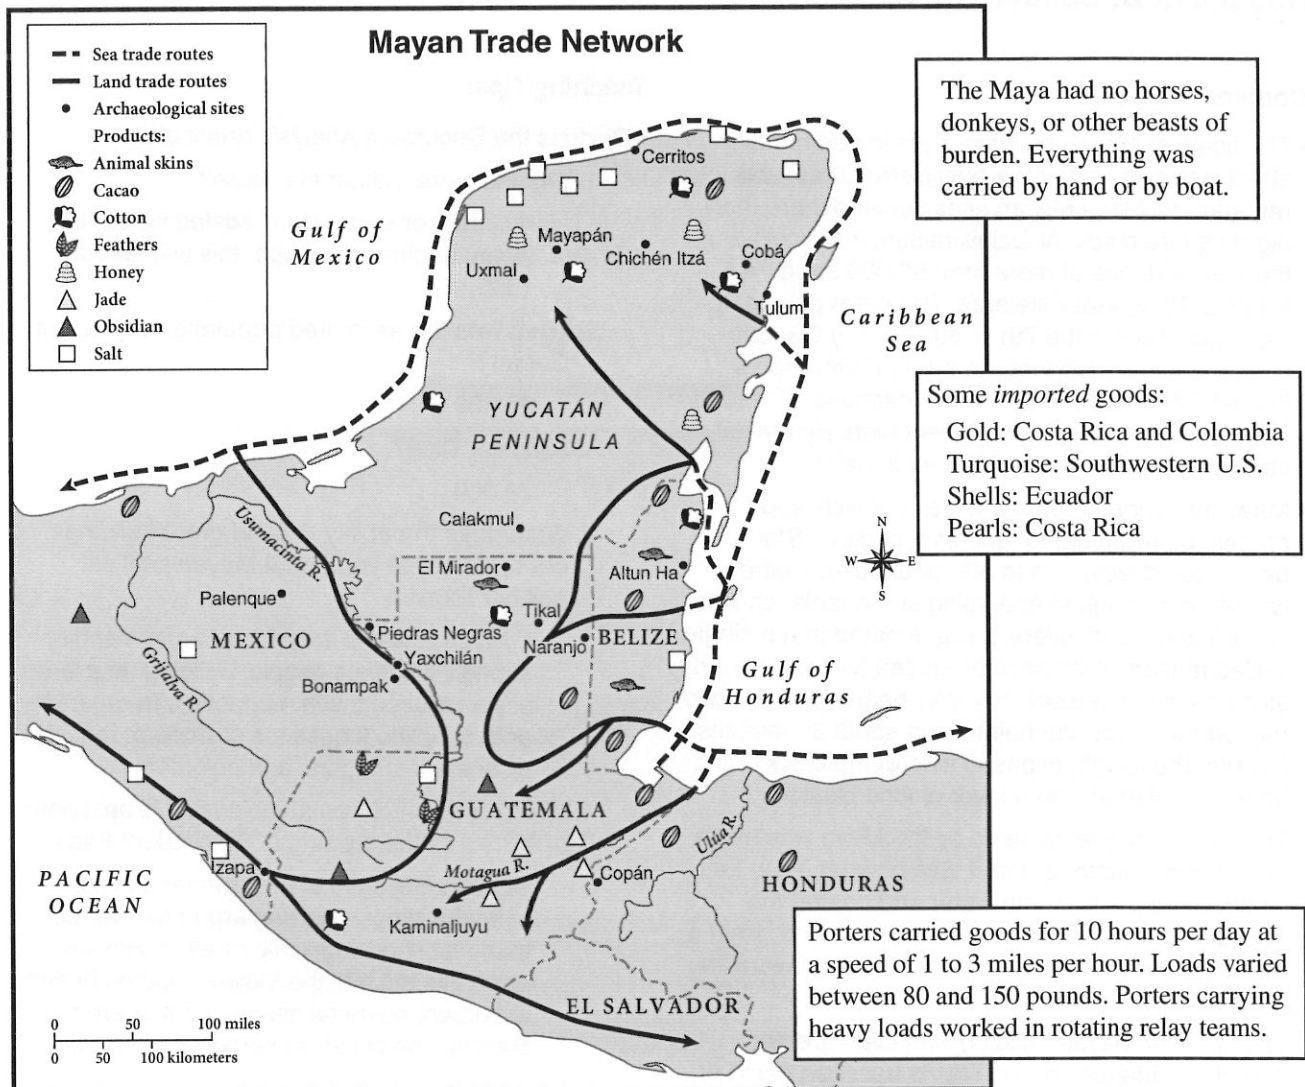 Mayan Trade Network
Sea trade routes
Land trade routes
Archaeological sites
Products:
Animal skins
Cacao
Cotton
Feathers
Honey
Jade
Obsidian
Salt
The Maya had no horses,
donkeys, or other beasts of
burden. Everything was
carried by hand or by boat.
Gulf of
Mexico
Cerritos
Mayapán
Uxmal
Chichén Itzá
Cobá
Tulum
Caribbean
Sea
Some imported goods:
Gold: Costa Rica and Colombia
Turquoise: Southwestern U.S.
Shells: Ecuador
Pearls: Costa Rica
YUCATÁN
PENINSULA
Usumacinta R.
Calakmul
El Mirador
Altun Ha
N
W
E
S
Palenque
MEXICO
Piedras Negras
Yaxchilán
Bonampak
Tikal
Naranjo
BELIZE
Grijalva R.
Gulf of
Honduras
GUATEMALA
Motagua R.
Ulúa R.
Izapa
Copán
HONDURAS
PACIFIC
OCEAN
Kaminaljuyu
EL SALVADOR
Porters carried goods for 10 hours per day at
a speed of 1 to 3 miles per hour. Loads varied
between 80 and 150 pounds. Porters carrying
heavy loads worked in rotating relay teams.
0 50 100 miles
0 50 100 kilometers